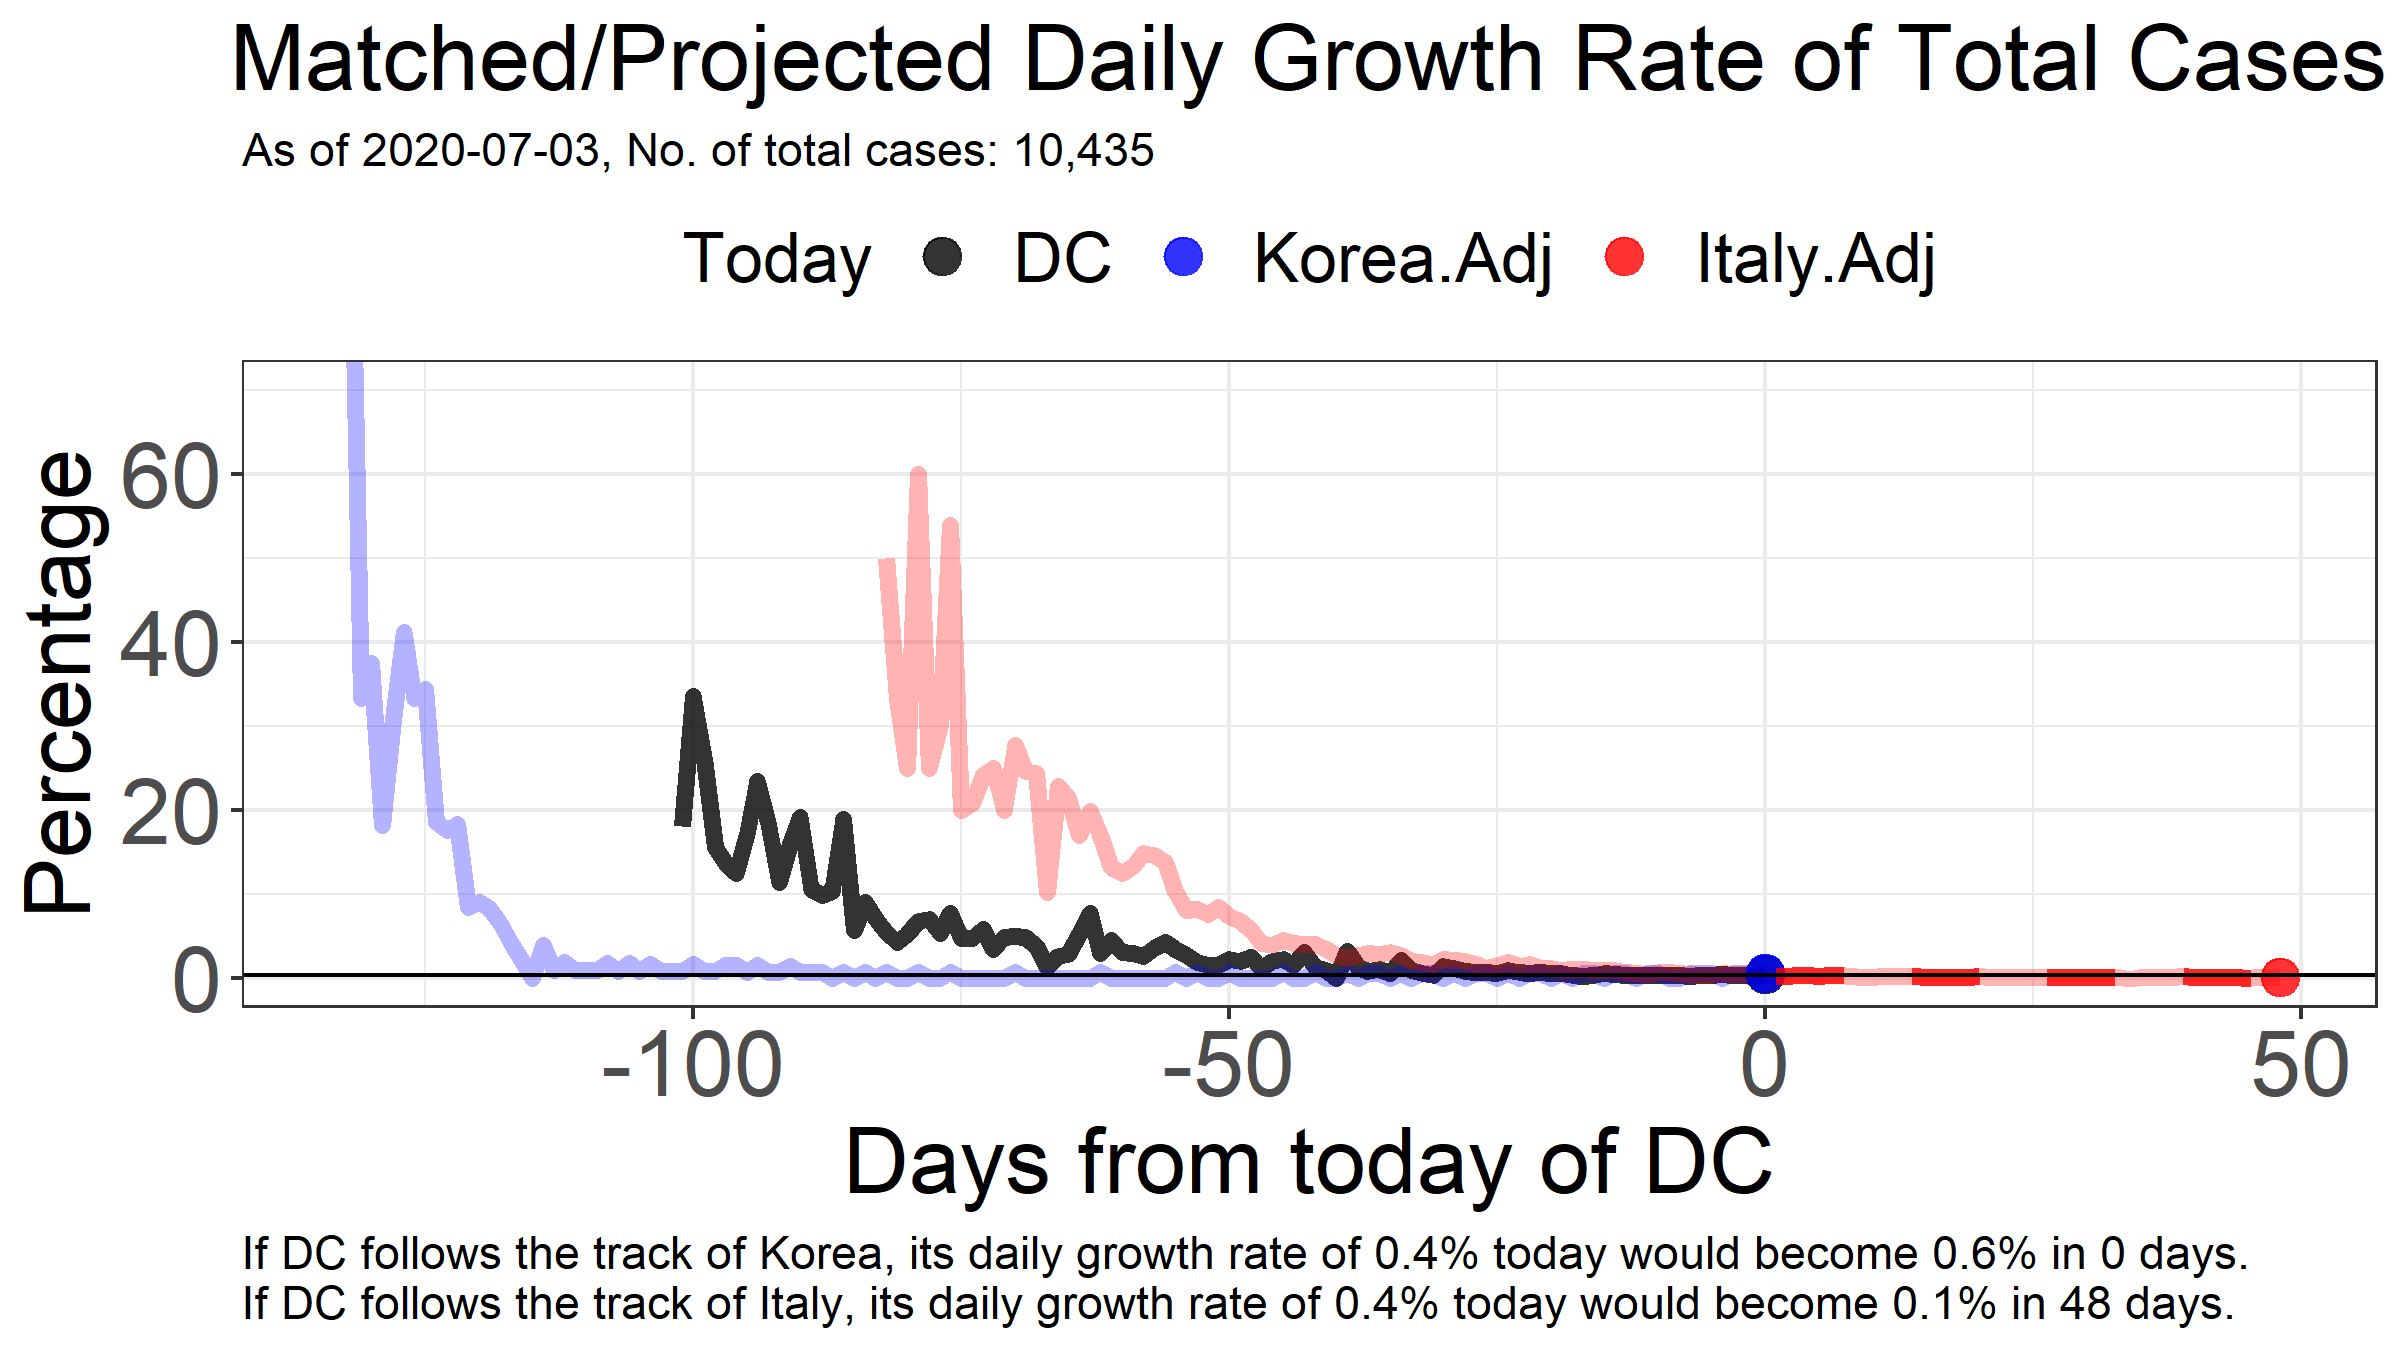 Matched/Projected Daily Growth Rate of Total Cases
As of 2020-07-03, No. of total cases: 10,435
Today DC Korea.Adj Italy.Adj
Percentage
60
40
20
0
-100 -50 0 50
Days from today of DC
If DC follows the track of Korea, its daily growth rate of 0.4% today would become 0.6% in 0 days.
If DC follows the track of Italy, its daily growth rate of 0.4% today would become 0.1% in 48 days.